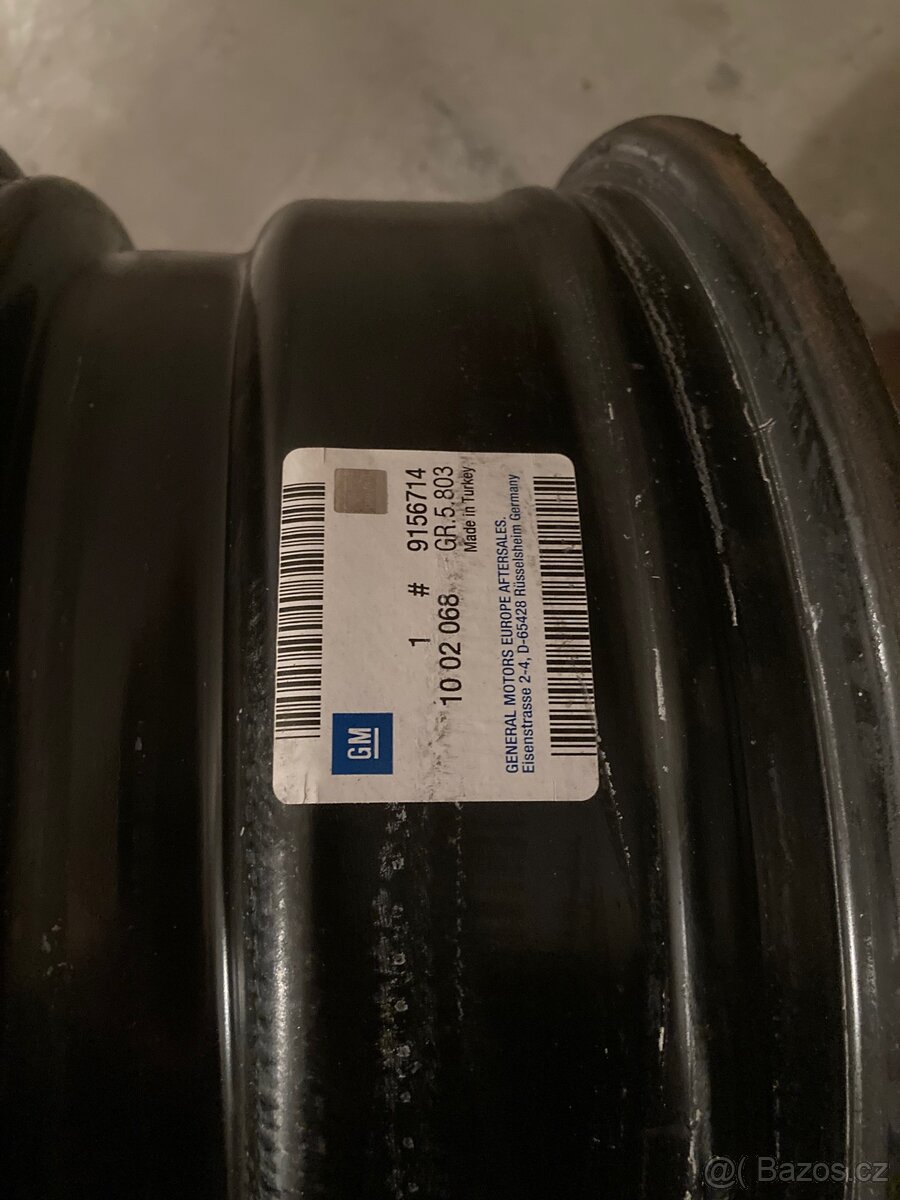 9156714
GR.5.803
Made in Turkey
1 #
10 02 068
GM
GENERAL MOTORS EUROPE AFTERSALES,
Eisenstrasse 2-4, D-65428 Rüsselsheim Germany
@( Bazos.cz